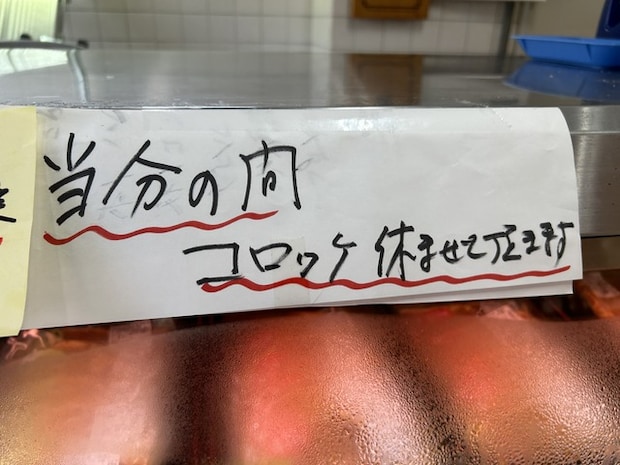 当分の間
コロッケ休ませて頂きます